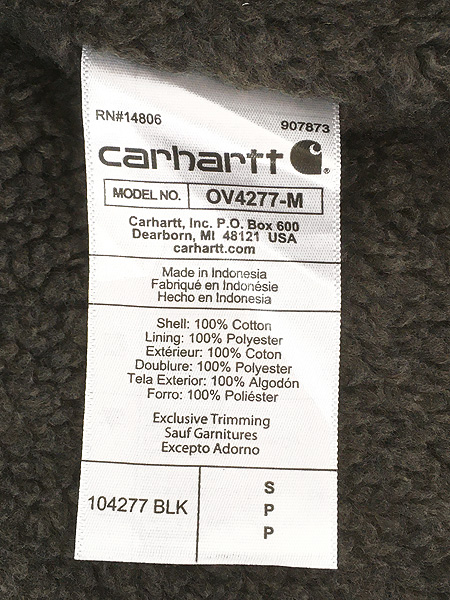 RN#14806
907873
carhartt
MODEL NO. OV4277-M
Carhartt, Inc. P.O. Box 600
Dearborn, MI 48121 USA
carhartt.com
Made in Indonesia
Fabriqué en Indonésie
Hecho en Indonesia
Shell: 100% Cotton
Lining: 100% Polyester
Extérieur: 100% Coton
Doublure: 100% Polyester
Tela Exterior: 100% Algodón
Forro: 100% Poliéster
Exclusive Trimming
Sauf Garnitures
Excepto Adorno
104277 BLK
S
P
P